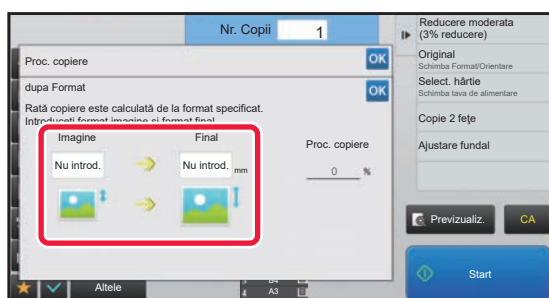 Nr. Copii 1
Proc. copiere OK
dupa Format OK
Rată copiere este calculată de la format specificat.
Introduceți format imagine și format final
Imagine Final
Nu introd. Nu introd. mm
Proc. copiere
0 %
Altele
B4
4 A3
Reducere moderata
(3% reducere)
Original
Schimba Format/Orientare
Select. hârtie
Schimba tava de alimentare
Copie 2 fețe
Ajustare fundal
Previzualiz. CA
Start